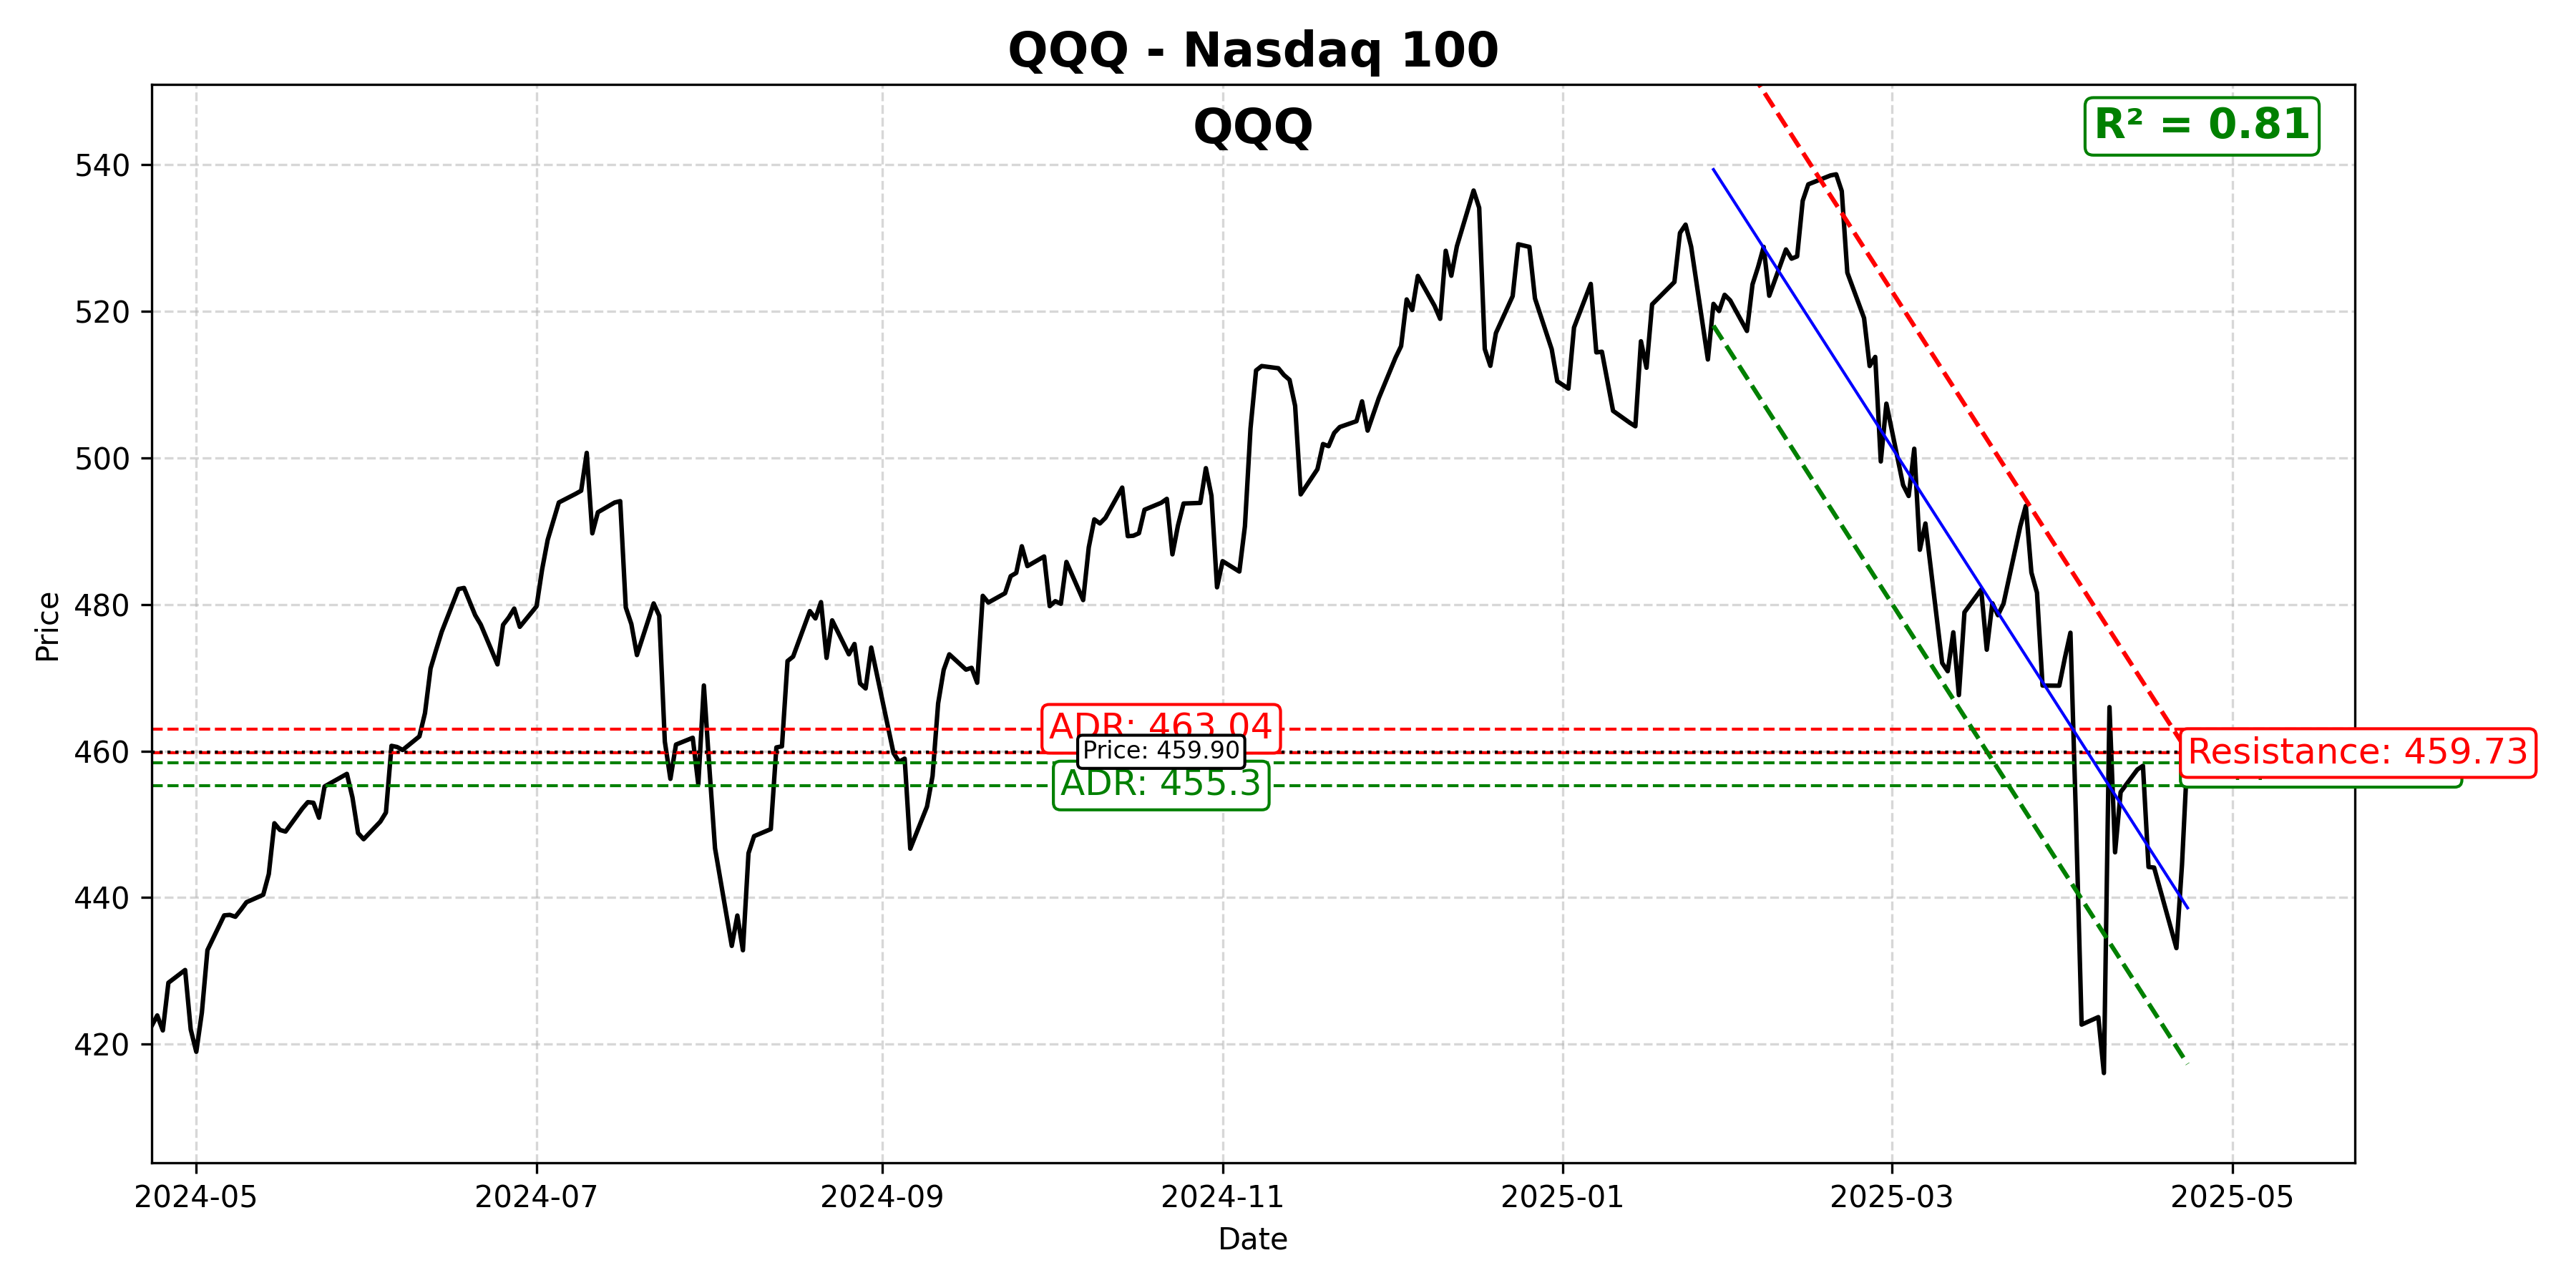 QQQ - Nasdaq 100
QQQ
R² = 0.81
540
520
500
480
460
440
420
Price
ADR: 463.04
Price: 459.90
ADR: 455.3
Resistance: 459.73
2024-05
2024-07
2024-09
2024-11
2025-01
2025-03
2025-05
Date